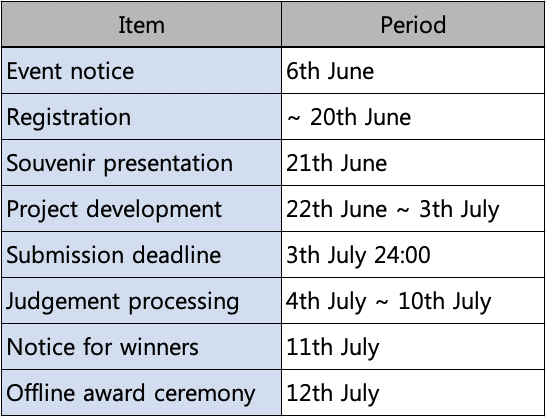 Item Period
Event notice 6th June
Registration ~ 20th June
Souvenir presentation 21th June
Project development 22th June ~ 3th July
Submission deadline 3th July 24:00
Judgement processing 4th July ~ 10th July
Notice for winners 11th July
Offline award ceremony 12th July